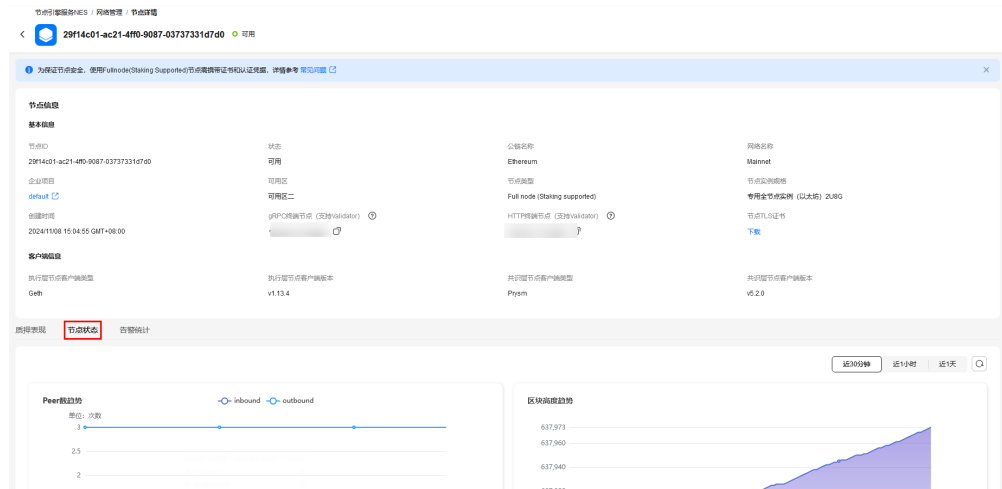 节点引擎服务NES / 网络管理 / 节点详情
29f14c01-ac21-4ff0-9087-03737331d7d0 可用
为保证节点安全，使用Fullnode(Staking Supported)节点需携带证书和认证凭据，详情参考 常见问题
节点信息
基本信息
节点ID 状态 公链名称 网络名称
29f14c01-ac21-4ff0-9087-03737331d7d0 可用 Ethereum Mainnet
企业项目 可用区 节点类型 节点实例规格
default 可用区二 Full node (Staking supported) 专用全节点实例（以太坊）2U8G
创建时间 gRPC终端节点（支持Validator） HTTP终端节点（支持Validator） 节点TLS证书
2024/11/08 15:04:55 GMT+08:00 下载
客户端信息
执行层节点客户端类型 执行层节点客户端版本 共识层节点客户端类型 共识层节点客户端版本
Geth v1.13.4 Prysm v5.2.0
质押表现 节点状态 告警统计
近30分钟 近1小时 近1天
Peer数趋势 inbound outbound 区块高度趋势
单位：次数
3 637,973
2.5 637,960
2 637,940